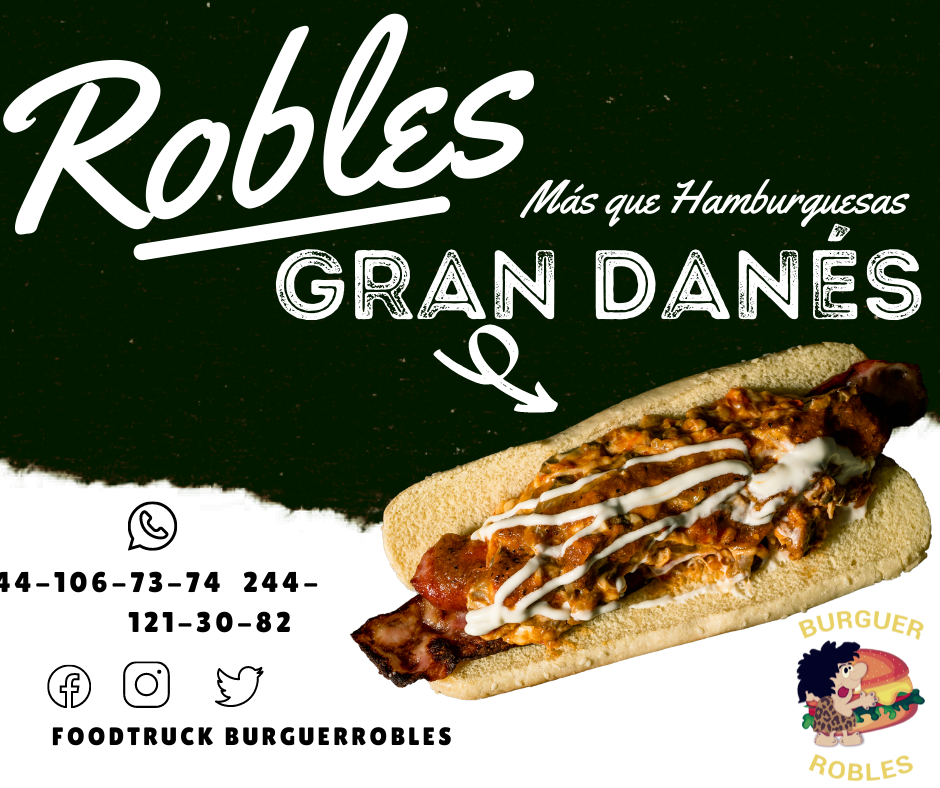 Robles
Más que Hamburguesas
GRAN DANÉS
44-106-73-74 244-
121-30-82
FOODTRUCK BURGUERROBLES
BURGUER
ROBLES